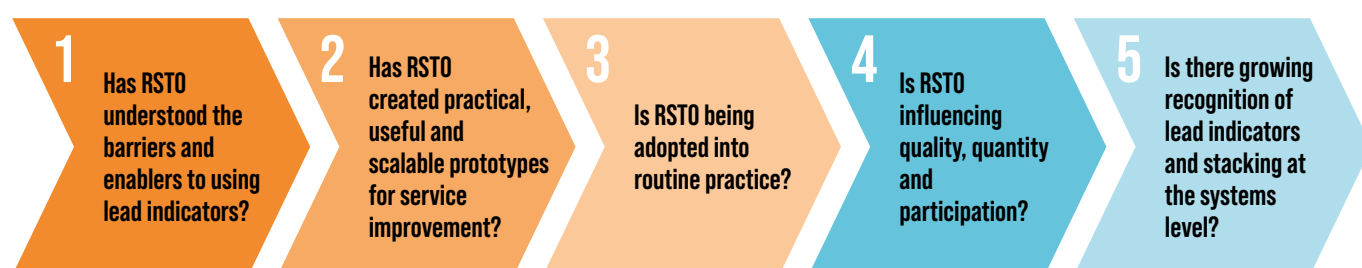 1
Has RSTO
understood the
barriers and
enablers to using
lead indicators?
2
Has RSTO
created practical,
useful and
scalable prototypes
for service
improvement?
3
Is RSTO being
adopted into
routine practice?
4
Is RSTO
influencing
quality, quantity
and
participation?
5
Is there growing
recognition of
lead indicators
and stacking at
the systems
level?